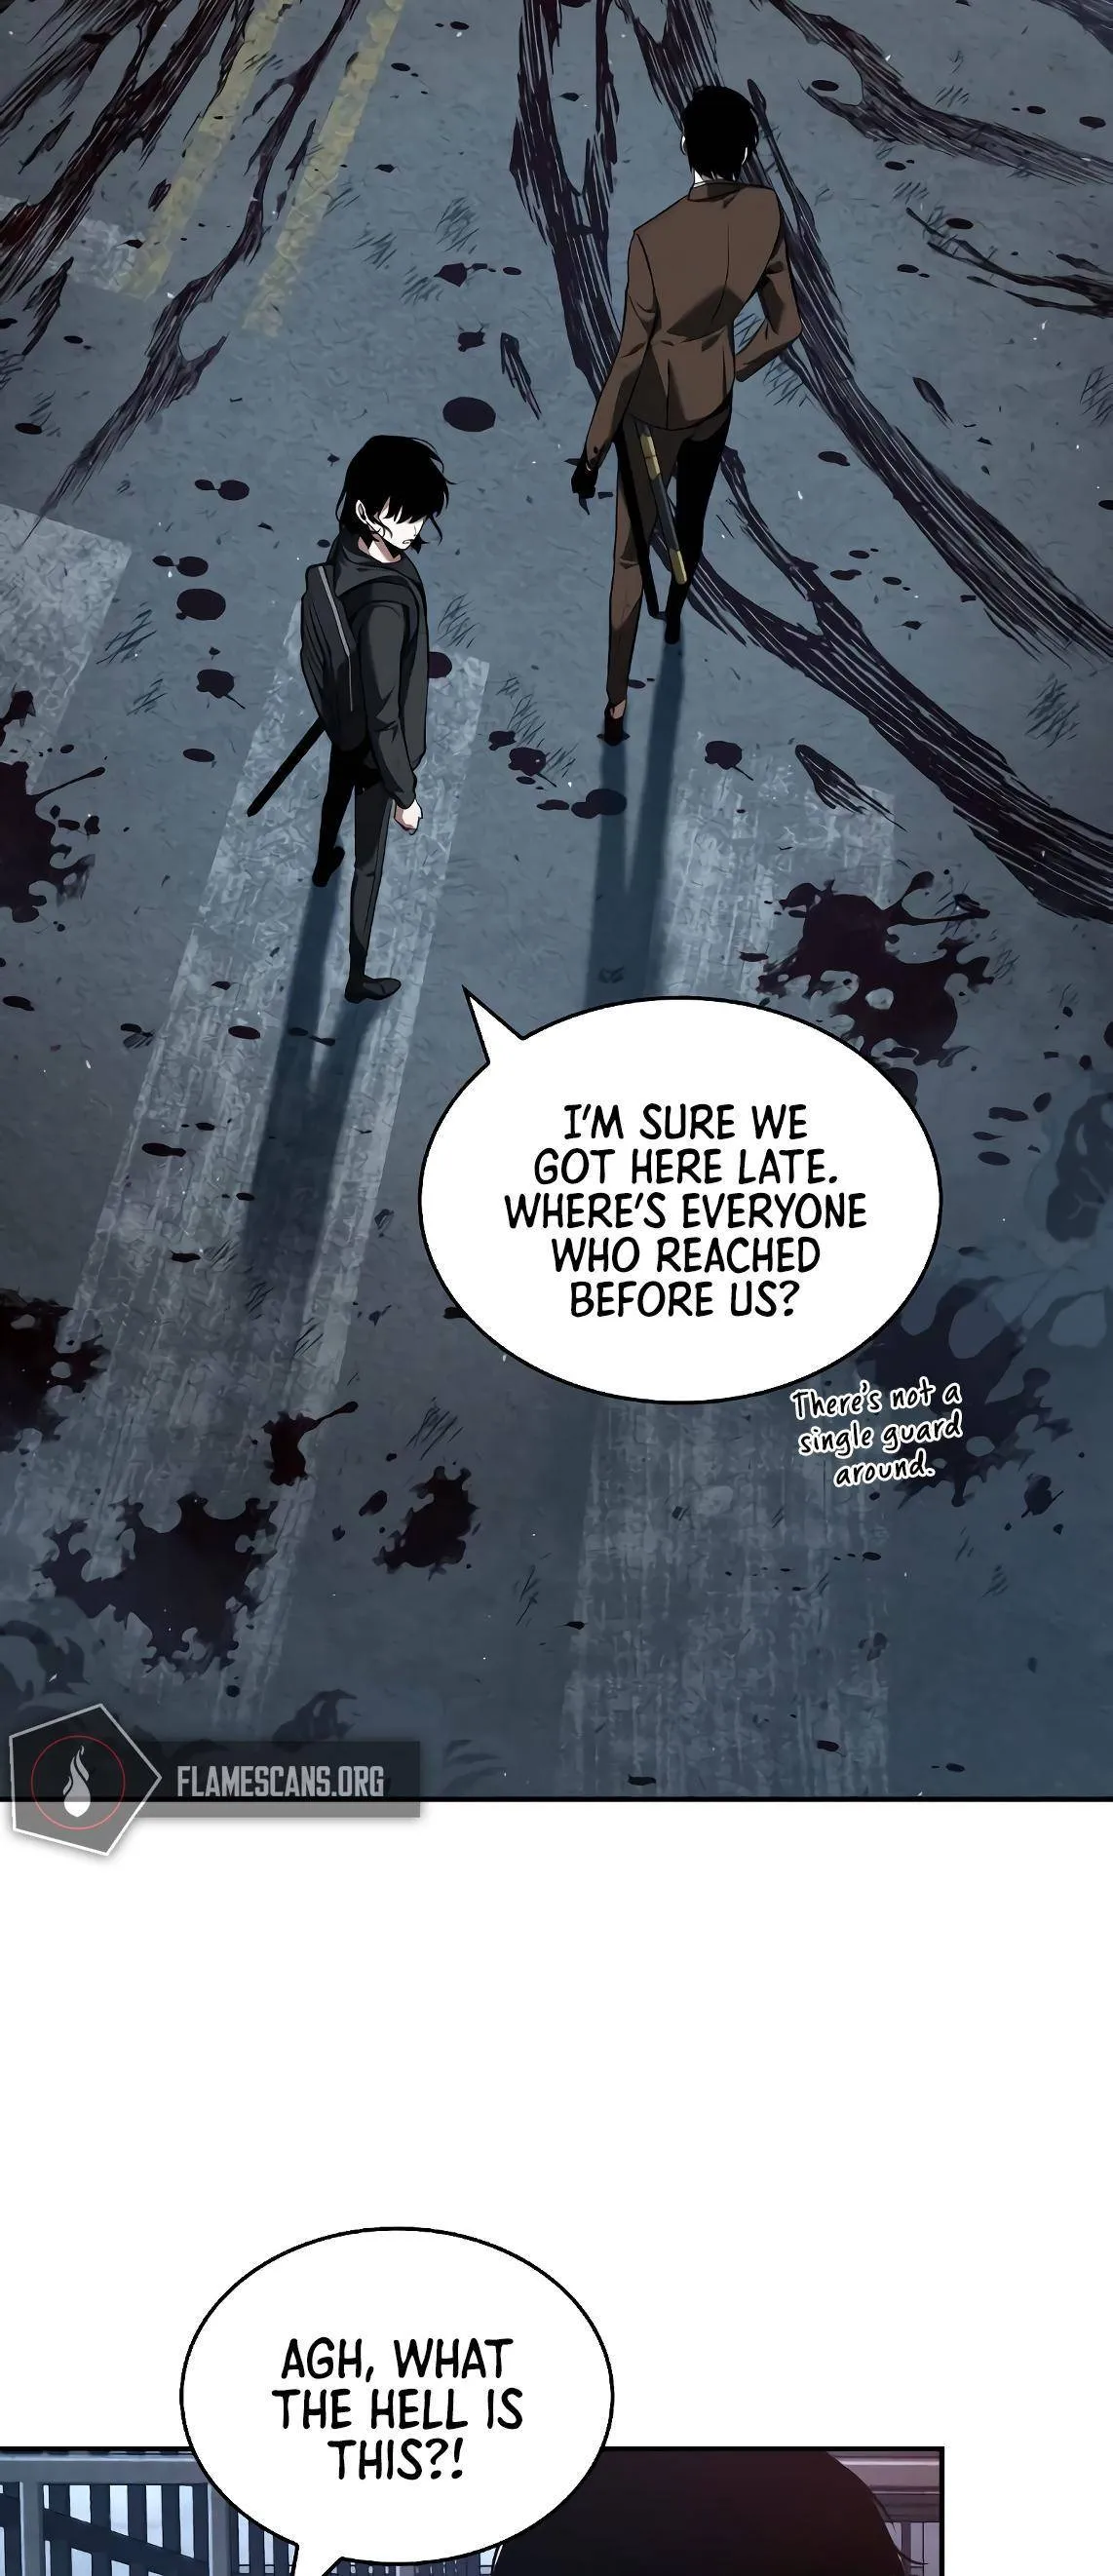 I'M SURE WE
GOT HERE LATE.
WHERE'S EVERYONE
WHO REACHED
BEFORE US?
There's not a
single guard
around.
FLAMESCANS.ORG
AGH, WHAT
THE HELL IS
THIS?!